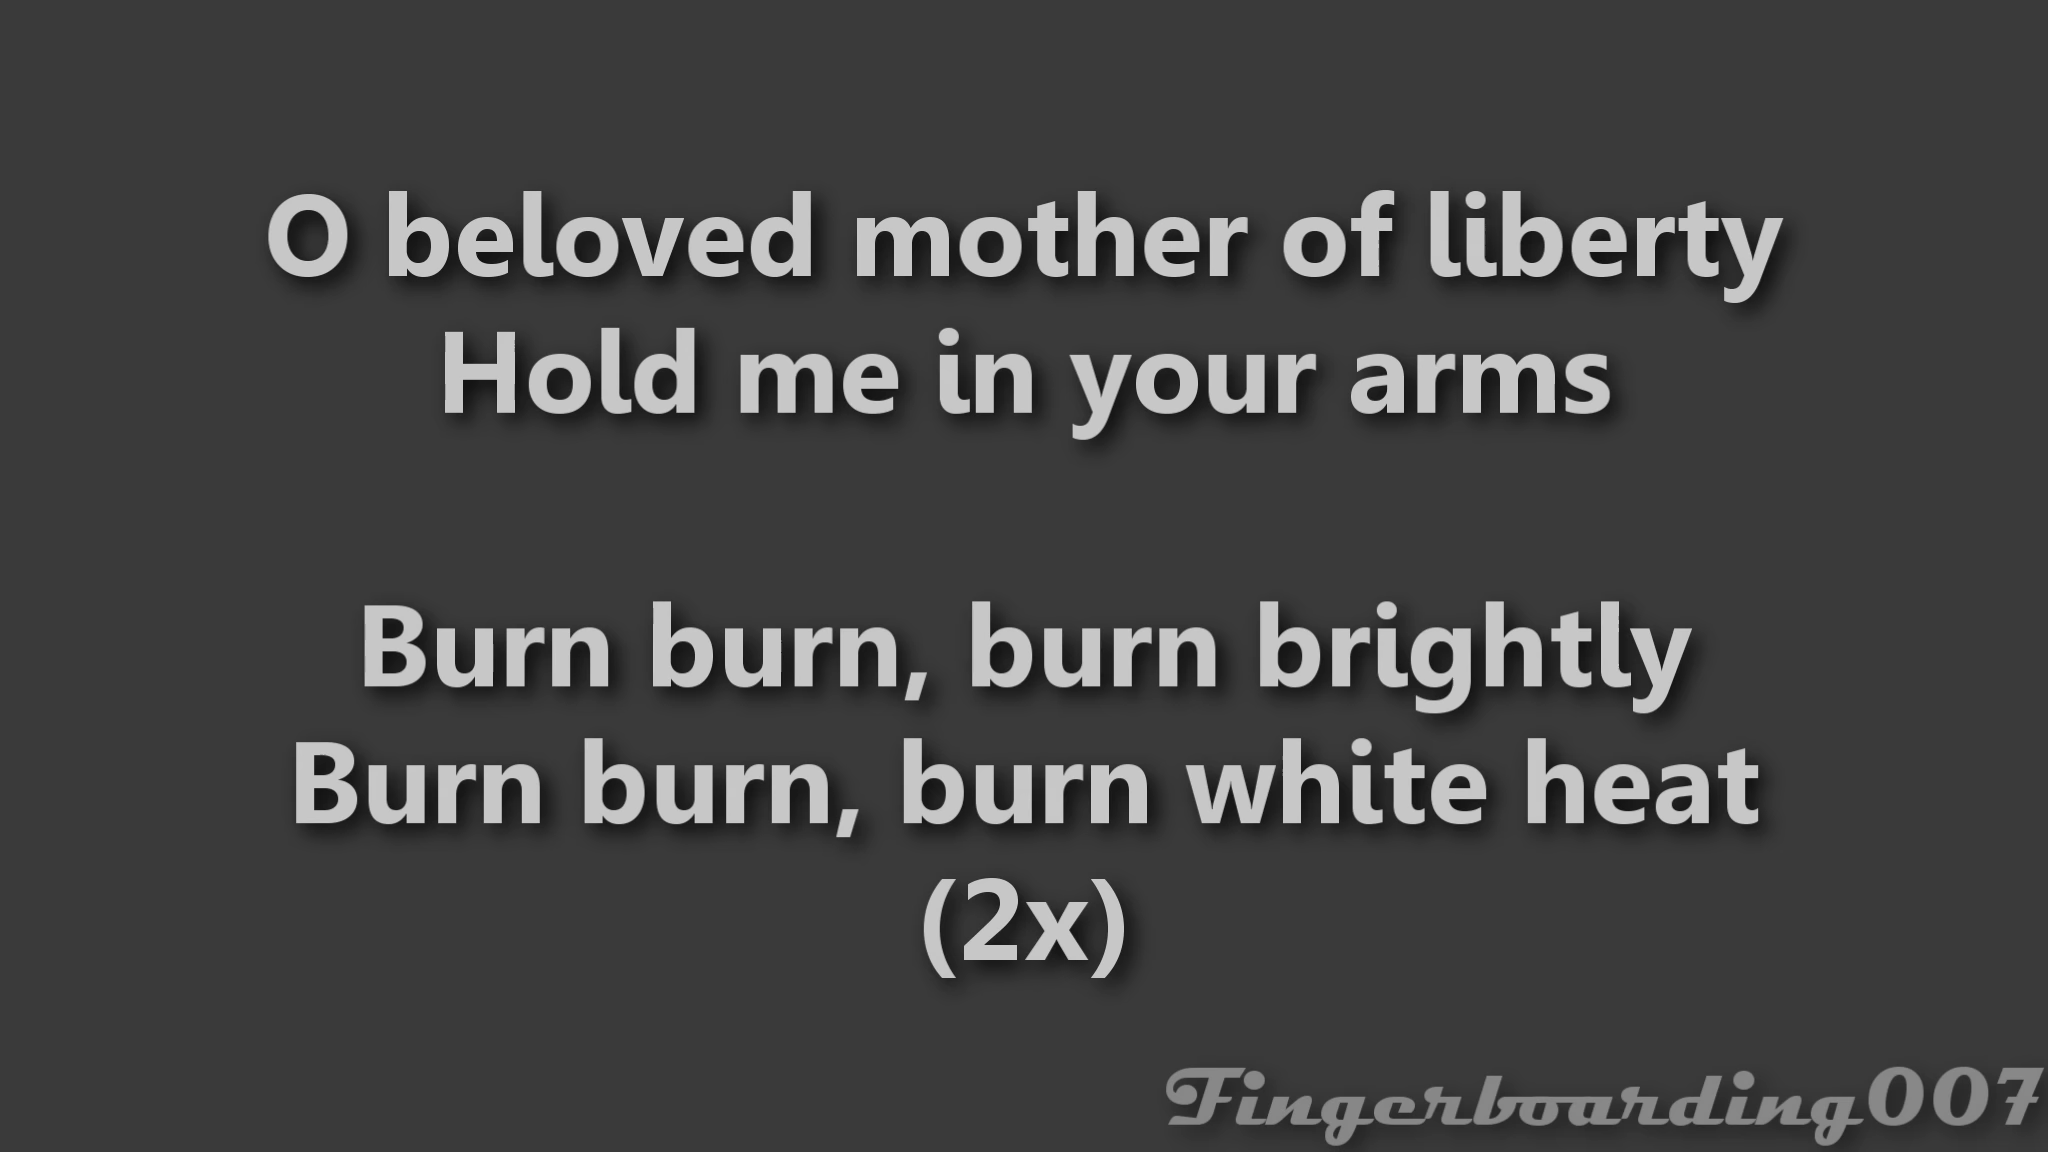 O beloved mother of liberty
Hold me in your arms
Burn burn, burn brightly
Burn burn, burn white heat
(2x)
Fingerboarding007